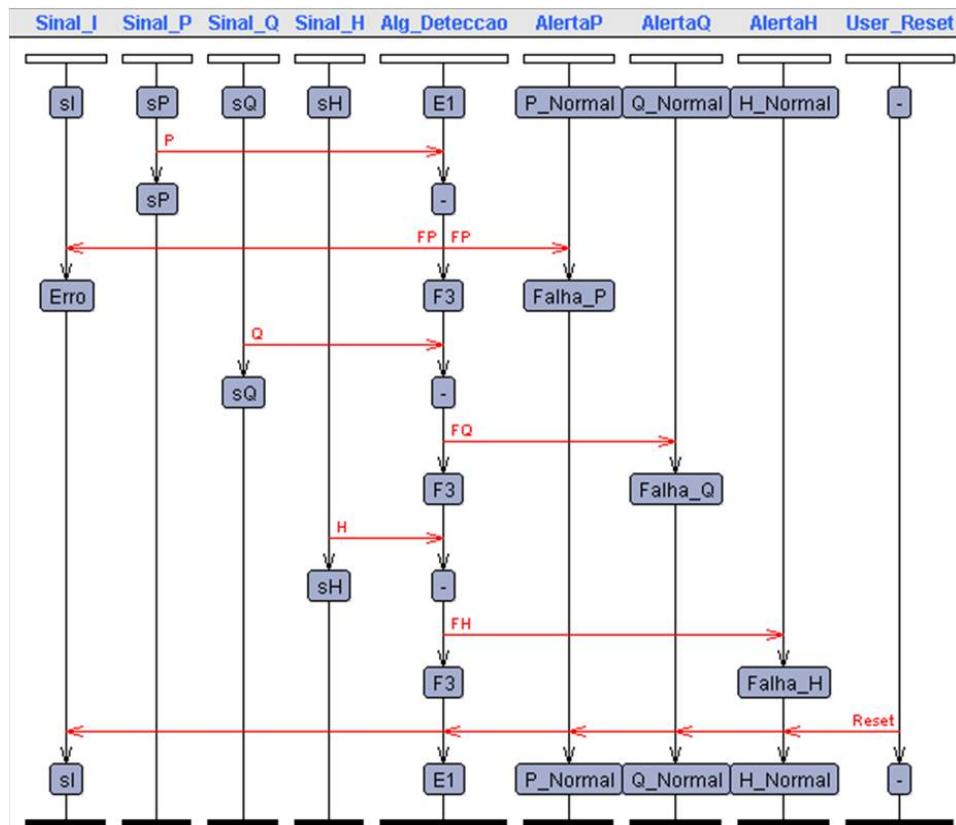 Sinal_I Sinal_P Sinal_Q Sinal_H Alg_Deteccao AlertaP AlertaQ AlertaH User_Reset
sI sP sQ sH E1 P_Normal Q_Normal H_Normal -
P
sP -
FP FP
Erro F3 Falha_P
Q
sQ -
FQ
F3 Falha_Q
H
sH -
FH
F3 Falha_H
Reset
sI E1 P_Normal Q_Normal H_Normal -